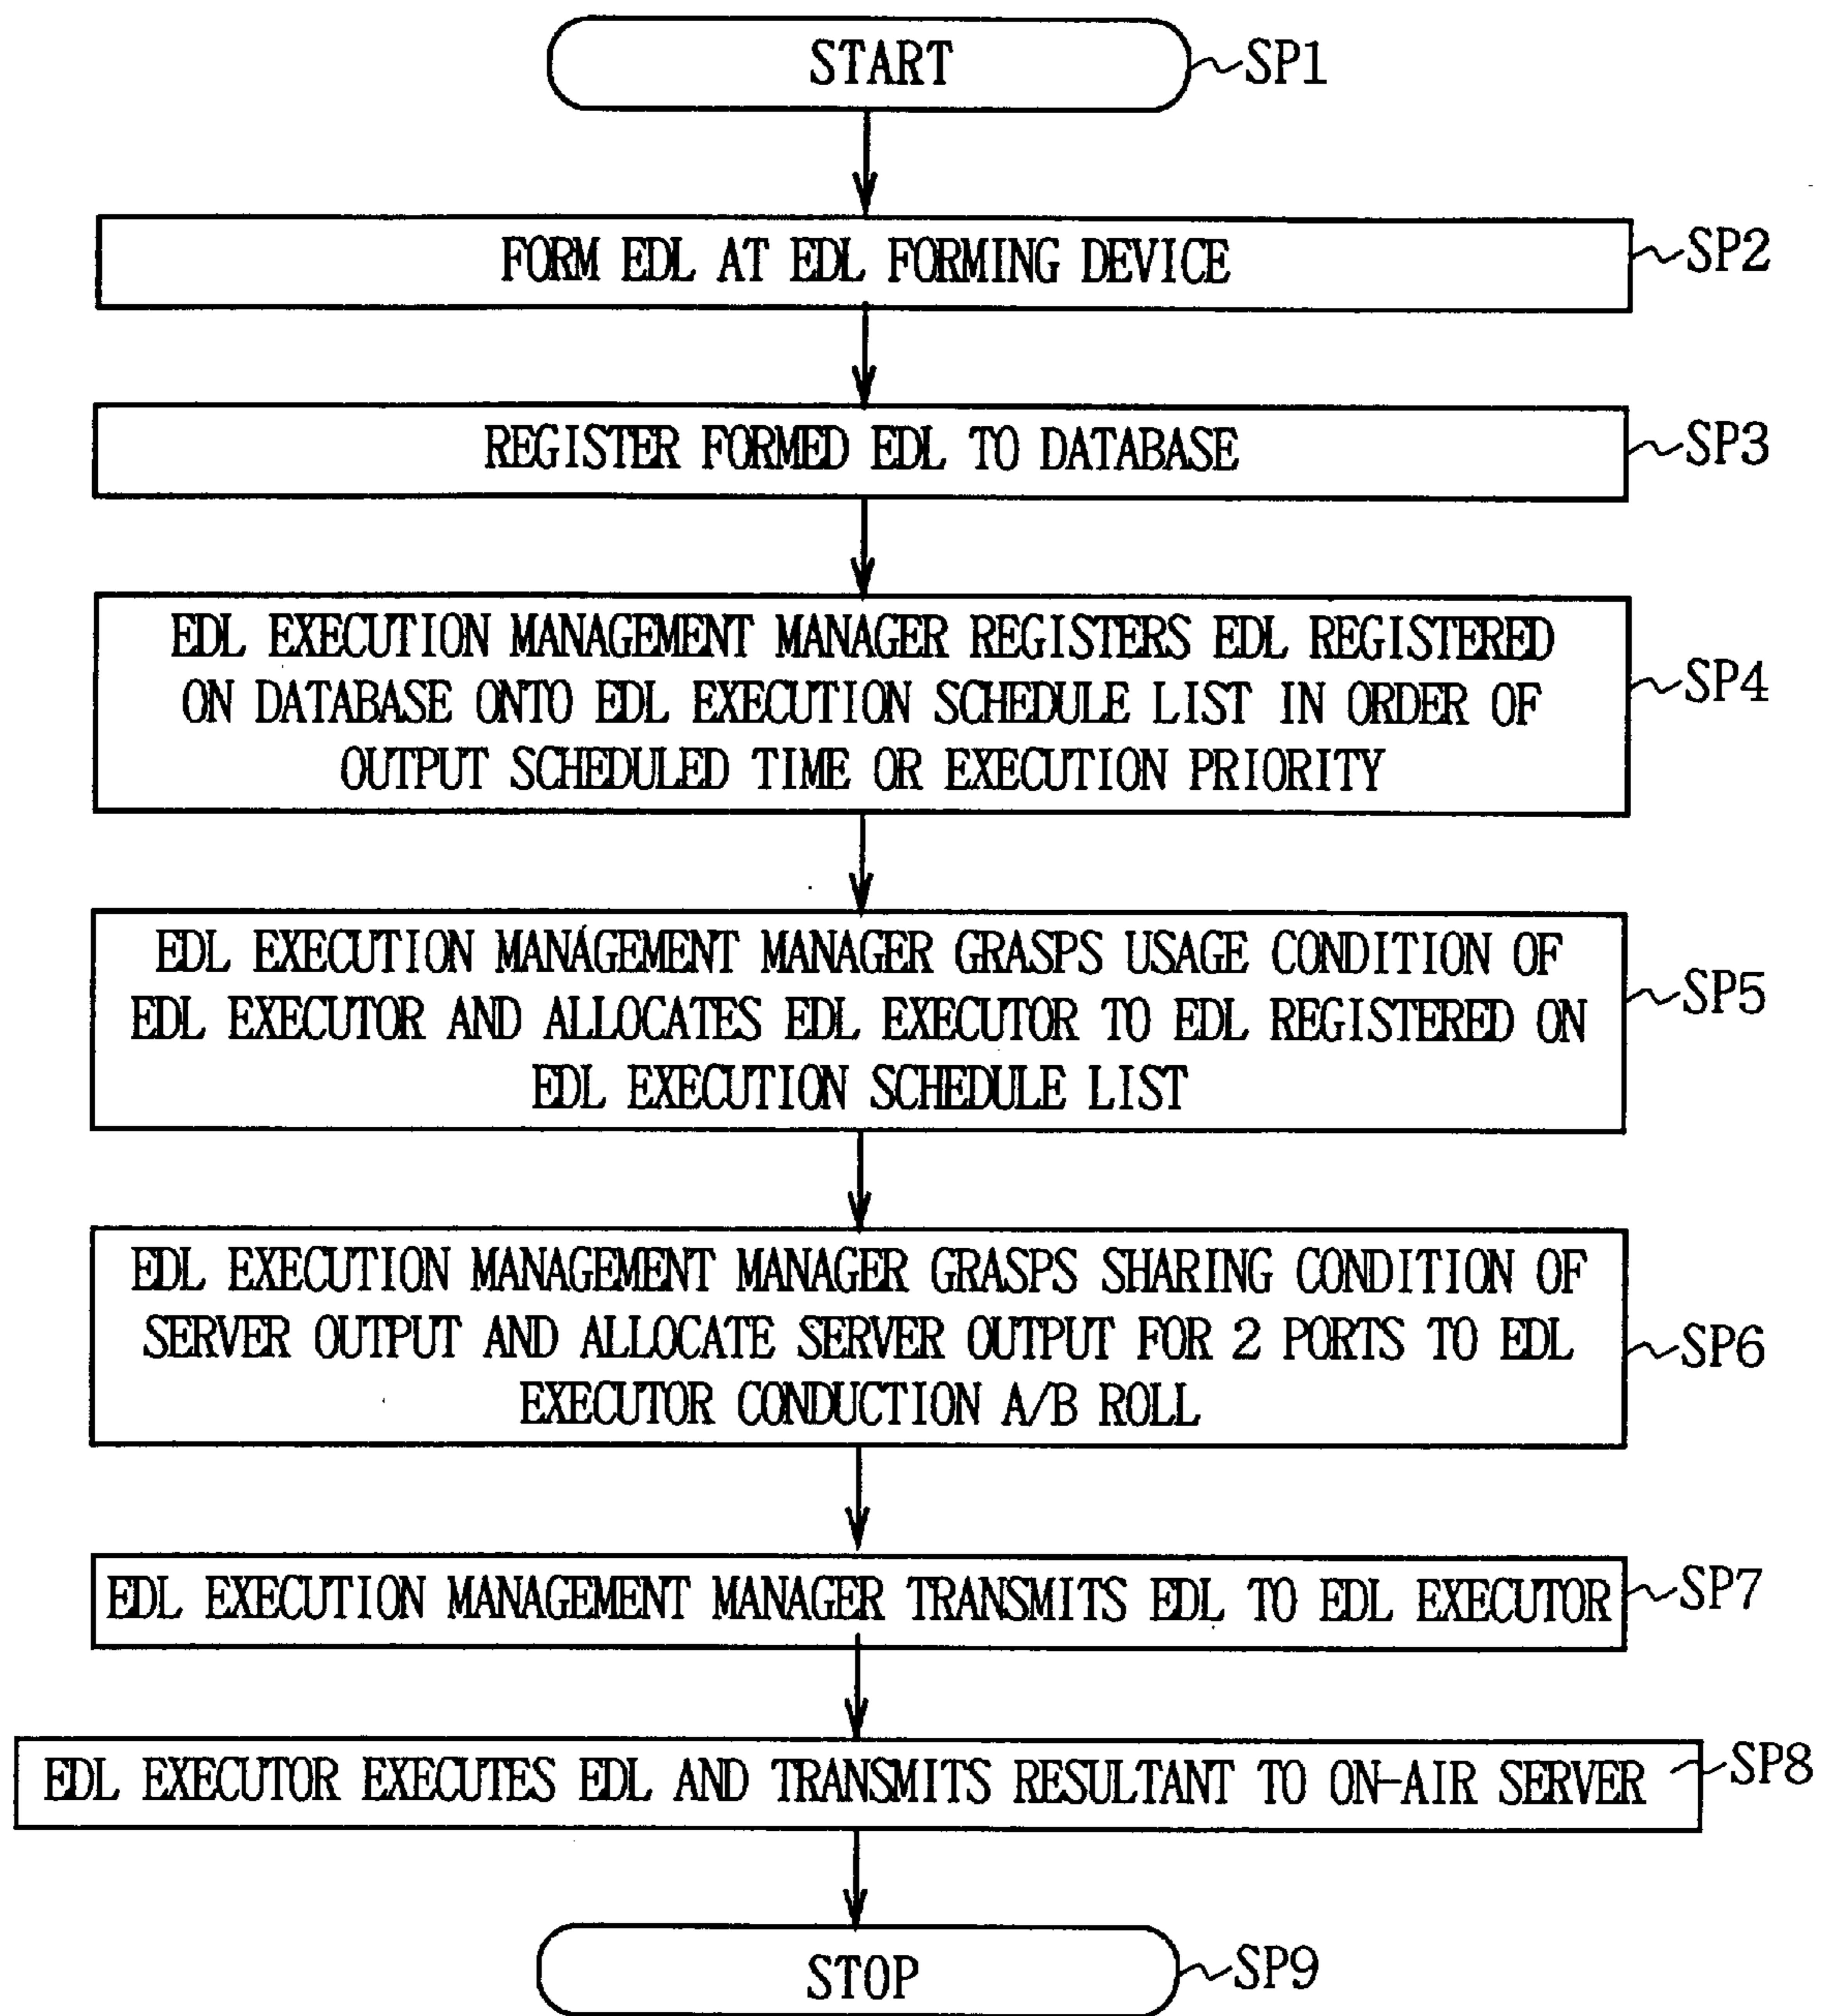 START
SP1
FORM EDL AT EDL FORMING DEVICE
SP2
REGISTER FORMED EDL TO DATABASE
SP3
EDL EXECUTION MANAGEMENT MANAGER REGISTERS EDL REGISTERED
ON DATABASE ONTO EDL EXECUTION SCHEDULE LIST IN ORDER OF
OUTPUT SCHEDULED TIME OR EXECUTION PRIORITY
SP4
EDL EXECUTION MANAGEMENT MANAGER GRASPS USAGE CONDITION OF
EDL EXECUTOR AND ALLOCATES EDL EXECUTOR TO EDL REGISTERED ON
EDL EXECUTION SCHEDULE LIST
SP5
EDL EXECUTION MANAGEMENT MANAGER GRASPS SHARING CONDITION OF
SERVER OUTPUT AND ALLOCATE SERVER OUTPUT FOR 2 PORTS TO EDL
EXECUTOR CONDUCTION A/B ROLL
SP6
EDL EXECUTION MANAGEMENT MANAGER TRANSMITS EDL TO EDL EXECUTOR
SP7
EDL EXECUTOR EXECUTES EDL AND TRANSMITS RESULTANT TO ON-AIR SERVER
SP8
STOP
SP9